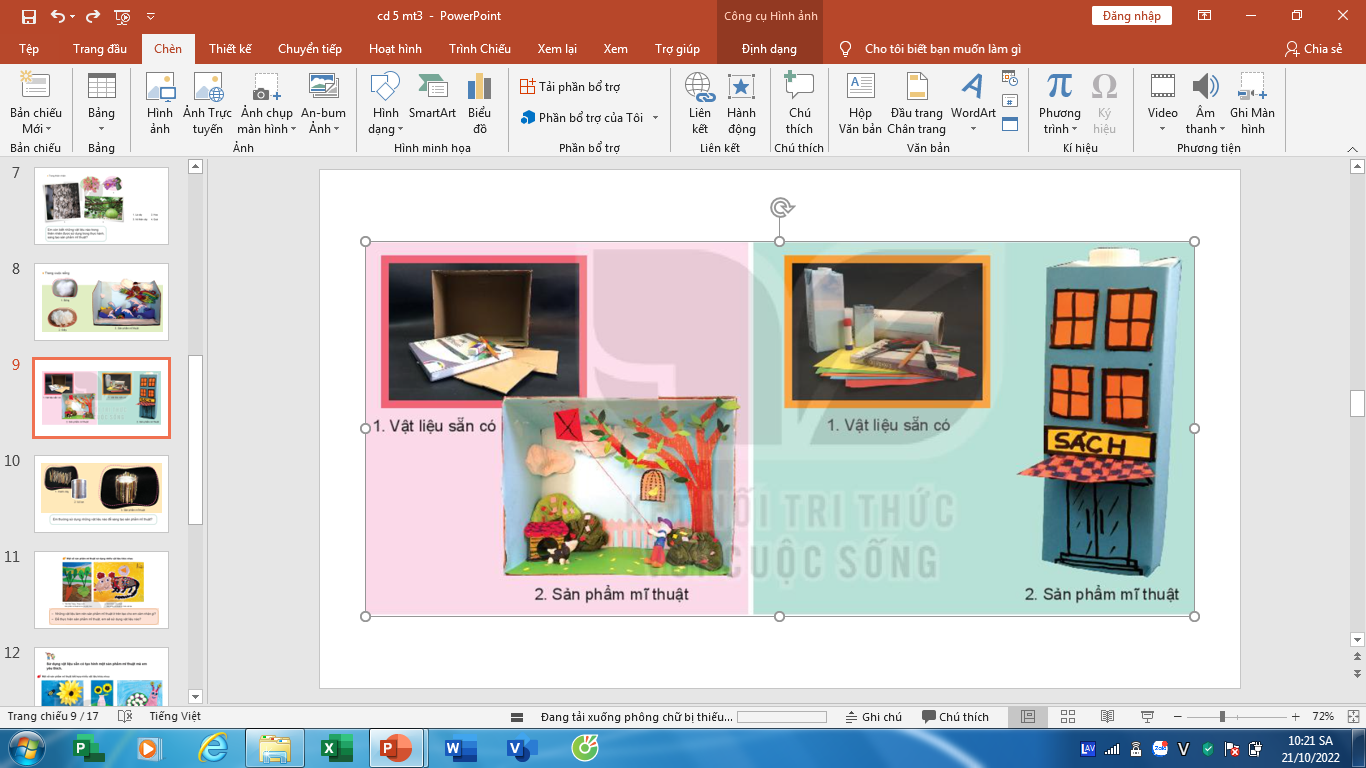 cd 5 mt3 - PowerPoint
Công cụ Hình ảnh
Đăng nhập
Tệp
Trang đầu
Chèn
Thiết kế
Chuyển tiếp
Hoạt hình
Trình Chiếu
Xem lại
Xem
Trợ giúp
Định dạng
Cho tôi biết bạn muốn làm gì
Chia sẻ
Bản chiếu
Mới
Bảng
Hình
ảnh
Ảnh Trực
tuyến
Ảnh chụp
màn hình
An-bum
Ảnh
Hình
dạng
SmartArt
Biểu
đồ
Tải phần bổ trợ
Phần bổ trợ của Tôi
Liên
kết
Hành
động
Chú
thích
Hộp
Văn bản
Đầu trang
Chân trang
WordArt
Phương
trình
Ký
hiệu
Video
Âm
thanh
Ghi Màn
hình
Bản chiếu
Bảng
Ảnh
Hình minh họa
Phần bổ trợ
Liên kết
Chú thích
Văn bản
Kí hiệu
Phương tiện
7
8
9
10
11
12
1. Vật liệu sẵn có
1. Vật liệu sẵn có
SÁCH
KẾT NỐI TRI THỨC
VỚI CUỘC SỐNG
2. Sản phẩm mĩ thuật
2. Sản phẩm mĩ thuật
Trang chiếu 9 / 17
Tiếng Việt
Đang tải xuống phông chữ bị thiếu...
Ghi chú
Chú thích
72%
10:21 SA
21/10/2022